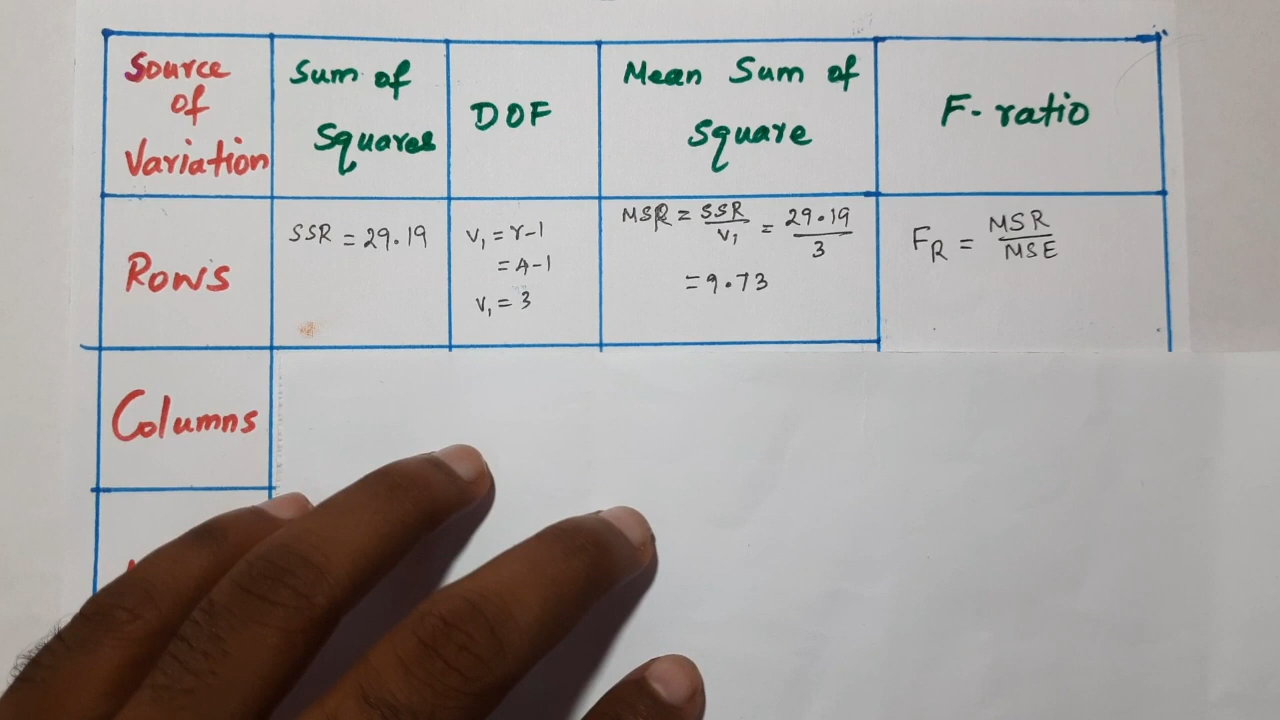 Source of Variation
Sum of Squares
DOF
Mean Sum of Square
F-ratio
Rows
SSR = 29.19
V₁ = r-1
= 4-1
V₁ = 3
MSR = SSR/V₁ = 29.19/3
= 9.73
F_R = MSR/MSE
Columns